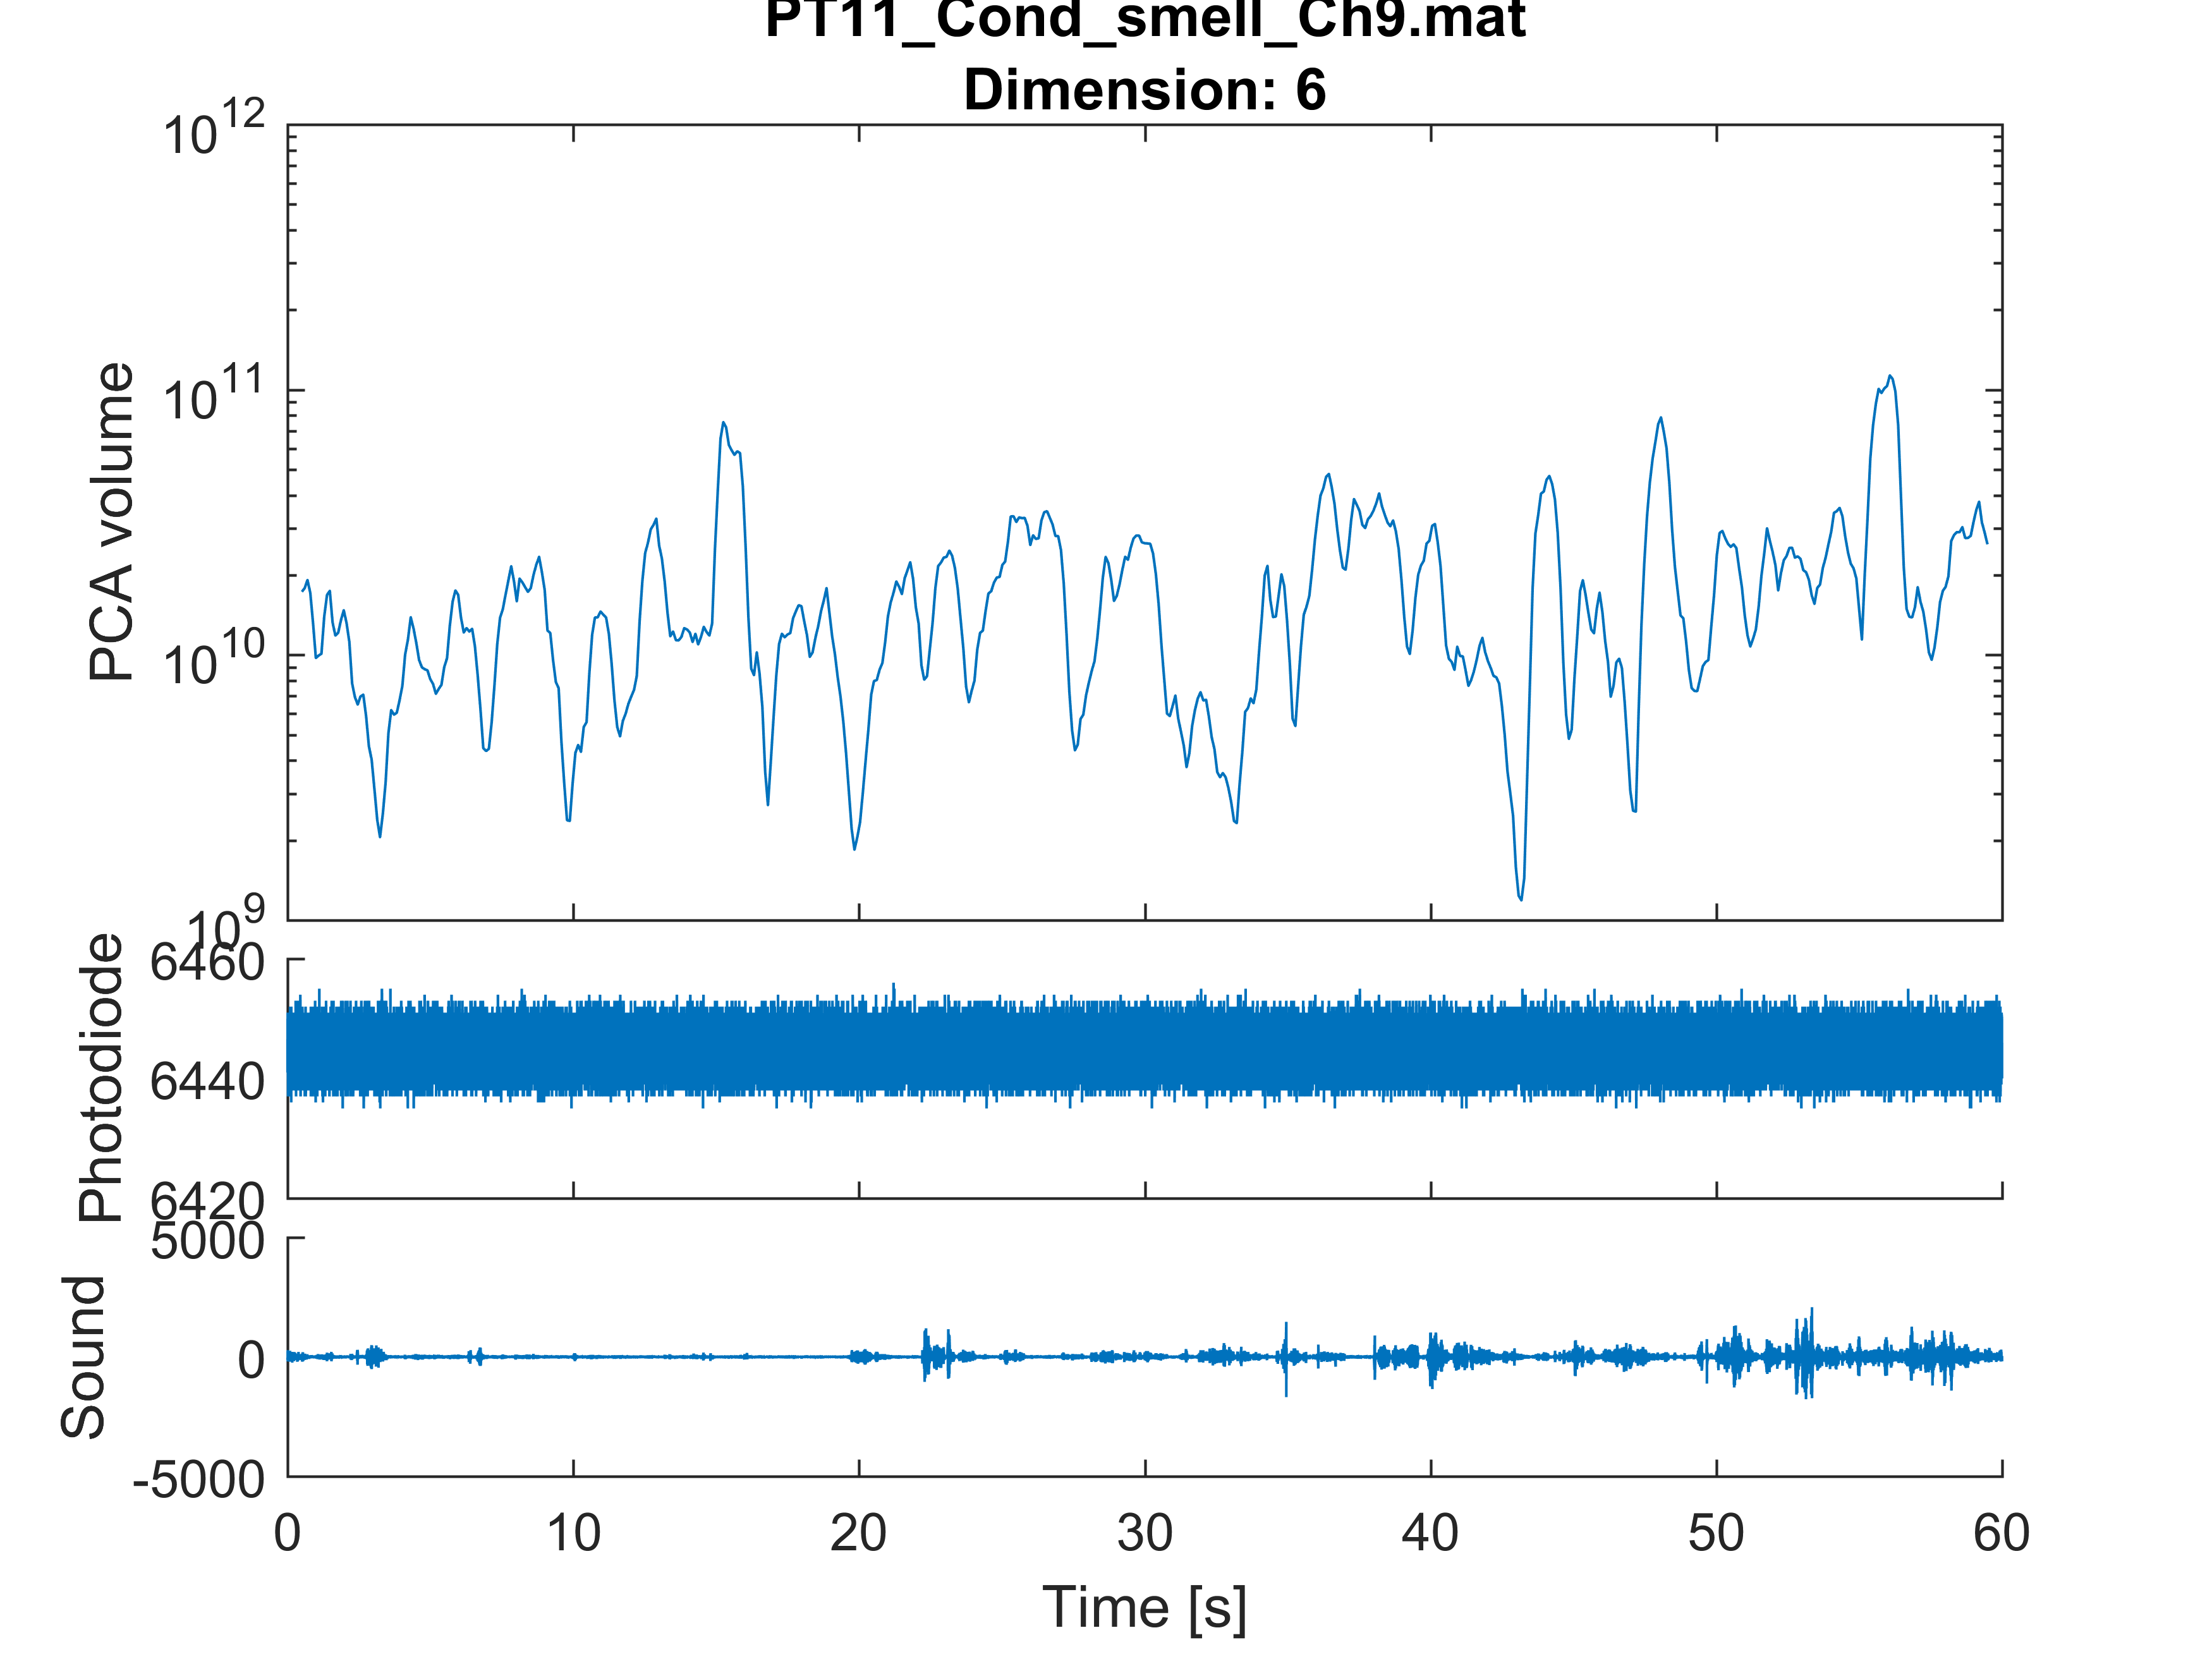 PT11_Cond_smell_Ch9.mat
Dimension: 6
10^12
10^11
10^10
10^9
PCA volume
6460
6440
6420
Photodiode
5000
0
-5000
Sound
0 10 20 30 40 50 60
Time [s]